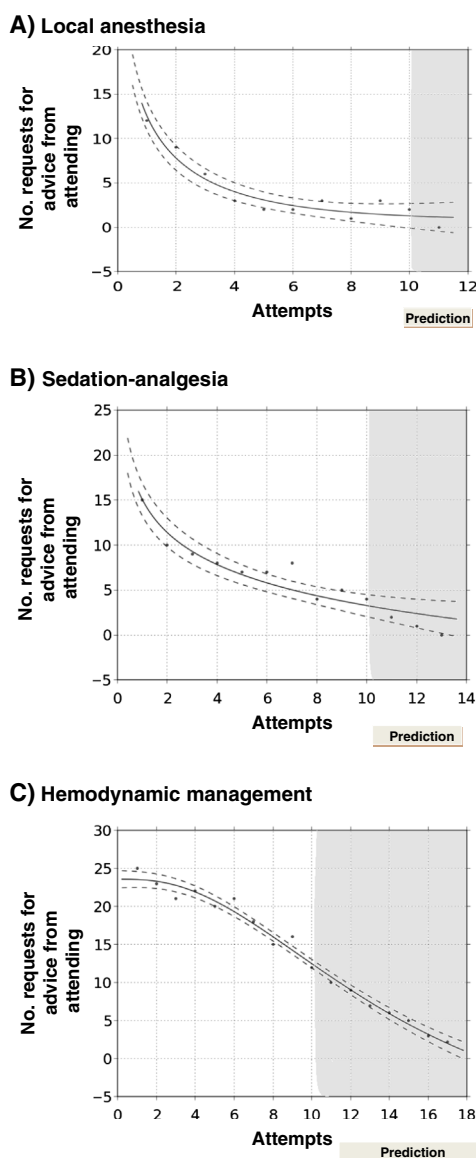 A) Local anesthesia
No. requests for
advice from
attending
20
15
10
5
0
−5
0 2 4 6 8 10 12
Attempts
Prediction
B) Sedation-analgesia
No. requests for
advice from
attending
25
20
15
10
5
0
−5
0 2 4 6 8 10 12 14
Attempts
Prediction
C) Hemodynamic management
No. requests for
advice from
attending
30
25
20
15
10
5
0
−5
0 2 4 6 8 10 12 14 16 18
Attempts
Prediction